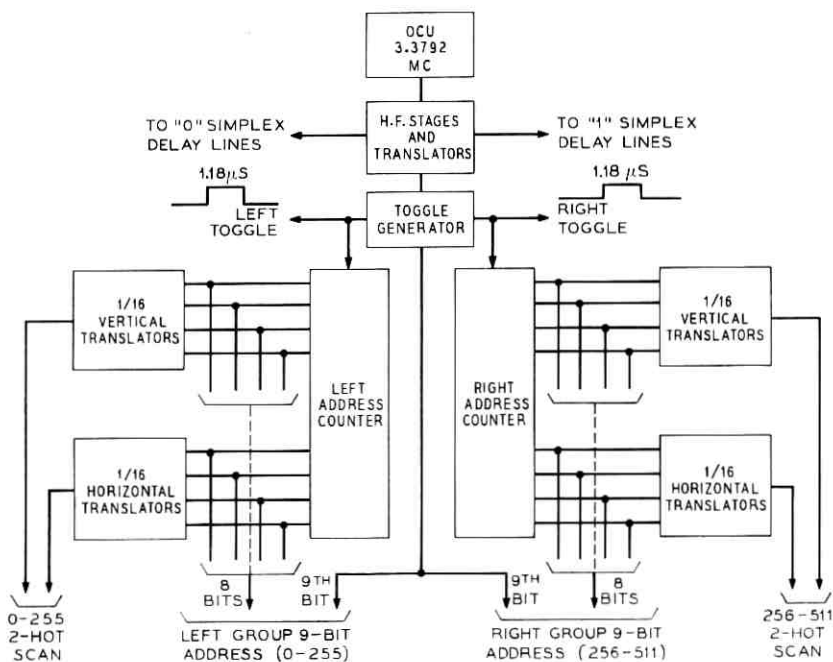 OCU
3.3792
MC
TO "0" SIMPLEX
DELAY LINES
H.F. STAGES
AND
TRANSLATORS
TO "1" SIMPLEX
DELAY LINES
1.18µS
LEFT
TOGGLE
TOGGLE
GENERATOR
1.18 µS
RIGHT
TOGGLE
1/16
VERTICAL
TRANSLATORS
LEFT
ADDRESS
COUNTER
RIGHT
ADDRESS
COUNTER
1/16
VERTICAL
TRANSLATORS
1/16
HORIZONTAL
TRANSLATORS
1/16
HORIZONTAL
TRANSLATORS
0-255
2-HOT
SCAN
8
BITS
9TH
BIT
LEFT GROUP 9-BIT
ADDRESS (0-255)
9TH
BIT
8
BITS
RIGHT GROUP 9-BIT
ADDRESS (256-511)
256-511
2-HOT
SCAN